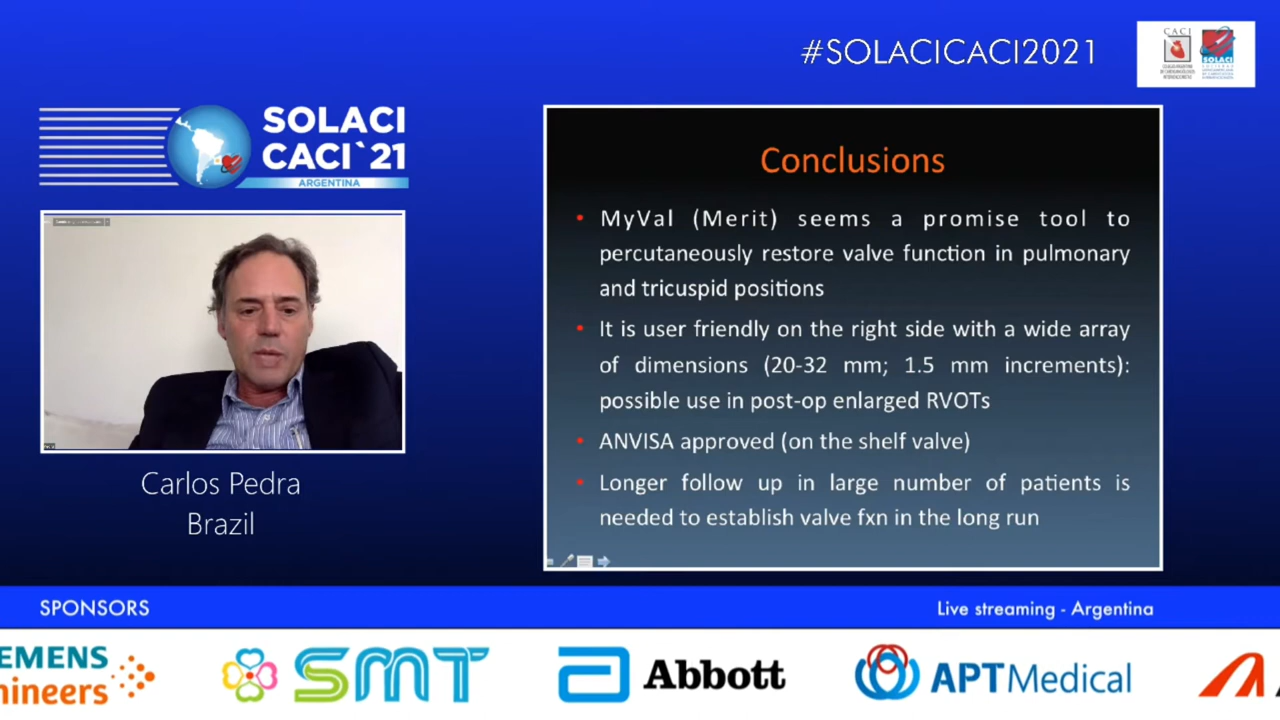 #SOLACICACI2021
CACI
SOLACI
SOLACI
CACI`21
ARGENTINA
Carlos Pedra
Brazil
Conclusions
• MyVal (Merit) seems a promise tool to
percutaneously restore valve function in pulmonary
and tricuspid positions
• It is user friendly on the right side with a wide array
of dimensions (20-32 mm; 1.5 mm increments):
possible use in post-op enlarged RVOTs
• ANVISA approved (on the shelf valve)
• Longer follow up in large number of patients is
needed to establish valve fxn in the long run
SPONSORS
Live streaming - Argentina
EMENS
hineers
SMT
Abbott
APTMedical